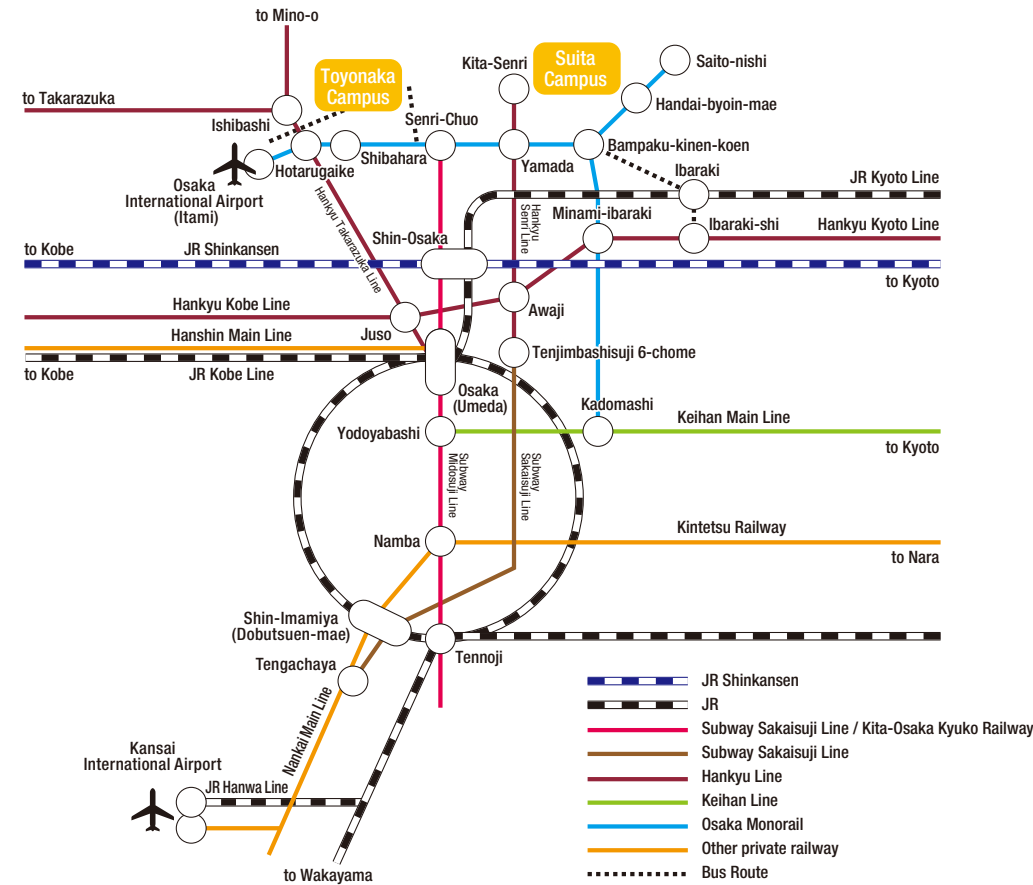 to Mino-o
Toyonaka
Campus
Kita-Senri
Suita
Campus
Saito-nishi
to Takarazuka
Handai-byoin-mae
Ishibashi
Senri-Chuo
Shibahara
Yamada
Bampaku-kinen-koen
Hotarugaike
Osaka
International Airport
(Itami)
Ibaraki
JR Kyoto Line
Hankyu Takarazuka Line
Hankyu
Senri Line
Minami-ibaraki
Ibaraki-shi
Hankyu Kyoto Line
Shin-Osaka
to Kobe
JR Shinkansen
to Kyoto
Hankyu Kobe Line
Awaji
Hanshin Main Line
Juso
Tenjimbashisuji 6-chome
to Kobe
JR Kobe Line
Osaka
(Umeda)
Kadomashi
Yodoyabashi
Keihan Main Line
to Kyoto
Subway
Midosuji Line
Subway
Sakaisuji Line
Namba
Kintetsu Railway
to Nara
Shin-Imamiya
(Dobutsuen-mae)
Tennoji
Tengachaya
Nankai Main Line
Kansai
International Airport
JR Hanwa Line
to Wakayama
JR Shinkansen
JR
Subway Sakaisuji Line / Kita-Osaka Kyuko Railway
Subway Sakaisuji Line
Hankyu Line
Keihan Line
Osaka Monorail
Other private railway
Bus Route